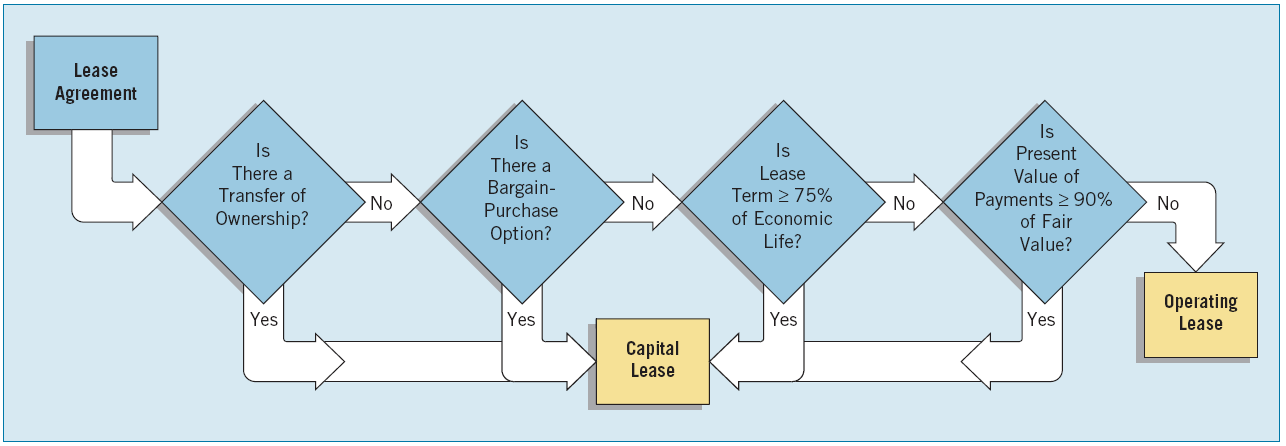 Lease
Agreement
Is
There a
Transfer of
Ownership?
No
Is
There a
Bargain-
Purchase
Option?
No
Is
Lease
Term ≥ 75%
of Economic
Life?
No
Is
Present
Value of
Payments ≥ 90%
of Fair
Value?
No
Operating
Lease
Yes
Yes
Capital
Lease
Yes
Yes